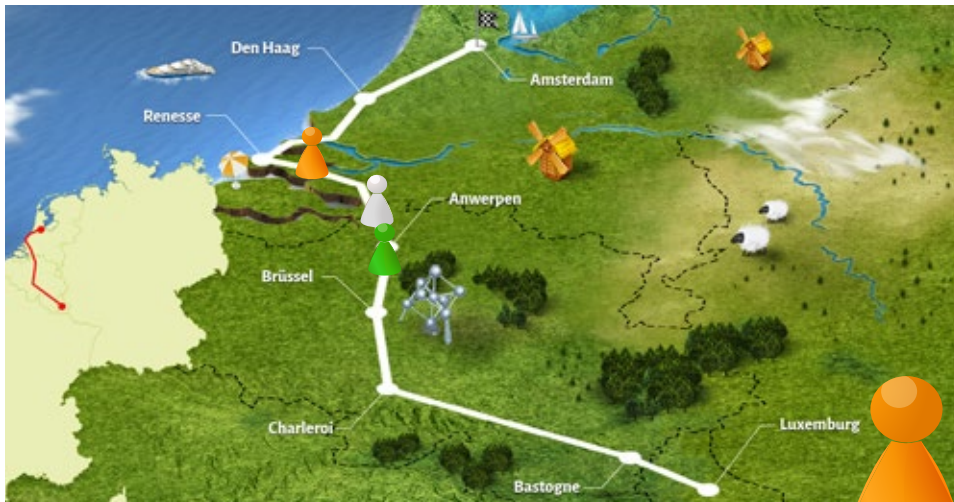 Den Haag
Amsterdam
Renesse
Anwerpen
Brüssel
Charleroi
Luxemburg
Bastogne